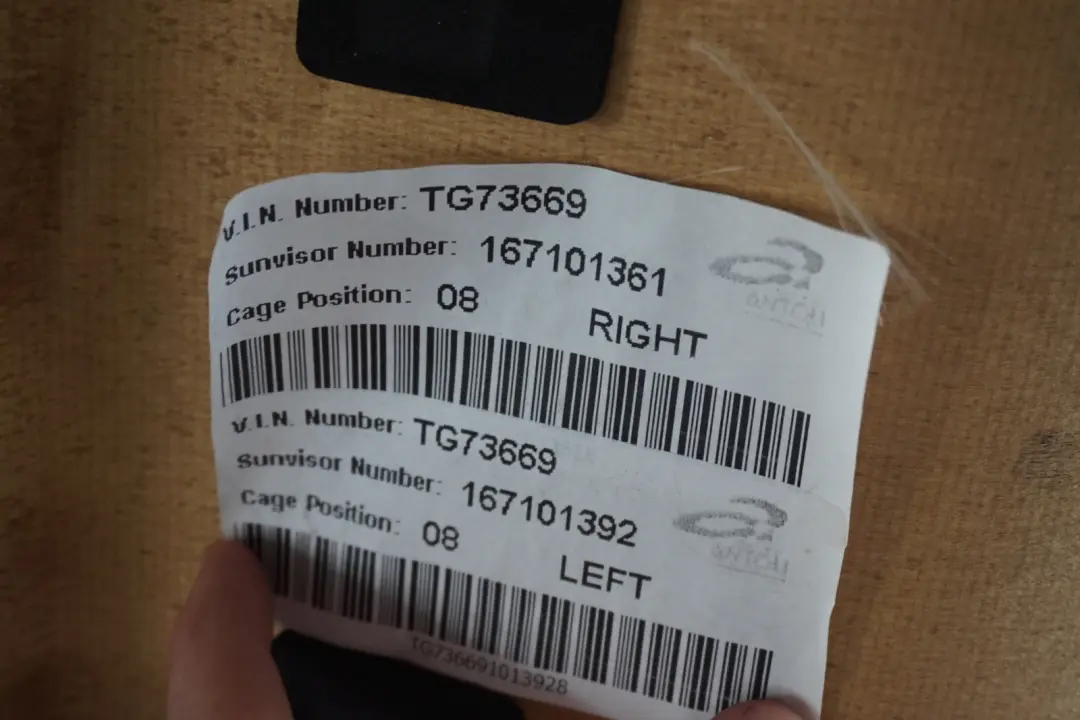 V.I.N. Number: TG73669
Sunvisor Number: 167101361
Cage Position: 08
RIGHT
V.I.N. Number: TG73669
Sunvisor Number: 167101392
Cage Position: 08
LEFT
TG736691013928